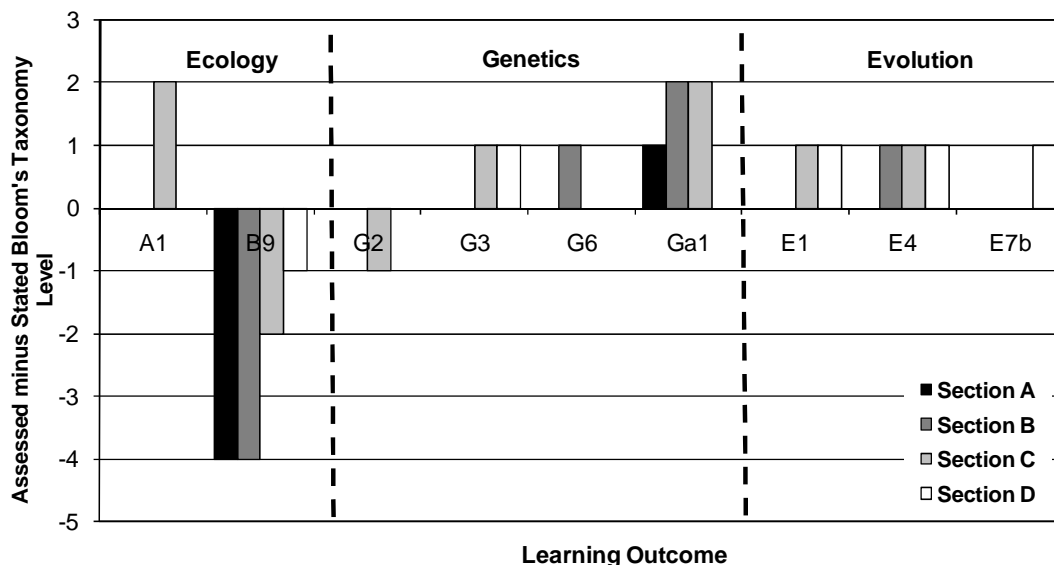 Assessed minus Stated Bloom's Taxonomy
Level
3
2
1
0
-1
-2
-3
-4
-5
Ecology
Genetics
Evolution
A1
B9
G2
G3
G6
Ga1
E1
E4
E7b
Section A
Section B
Section C
Section D
Learning Outcome